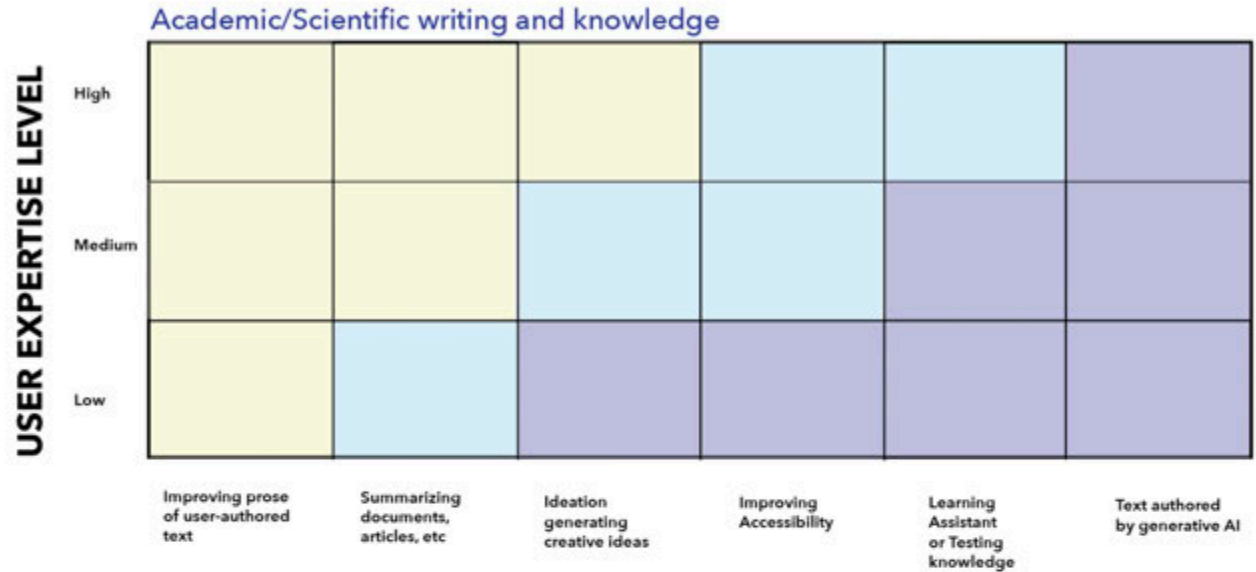 Academic/Scientific writing and knowledge
USER EXPERTISE LEVEL
High
Medium
Low
Improving prose
of user-authored
text
Summarizing
documents,
articles, etc
Ideation
generating
creative ideas
Improving
Accessibility
Learning
Assistant
or Testing
knowledge
Text authored
by generative AI